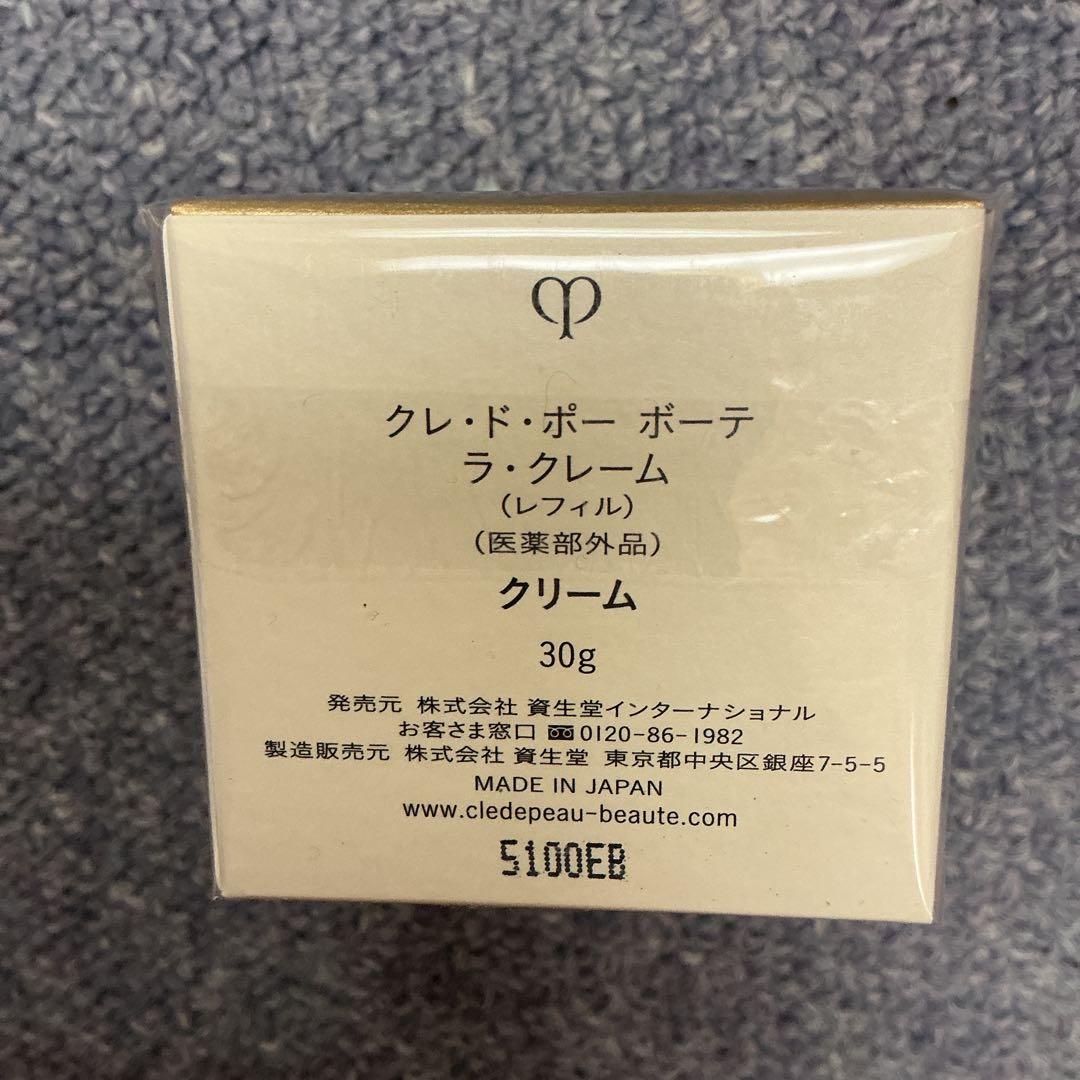 クレ・ド・ポー ボーテ
ラ・クレーム
（レフィル）
（医薬部外品）
クリーム
30g
発売元 株式会社 資生堂インターナショナル
お客さま窓口 0120-86-1982
製造販売元 株式会社 資生堂 東京都中央区銀座7-5-5
MADE IN JAPAN
www.cledepeau-beaute.com
5100EB